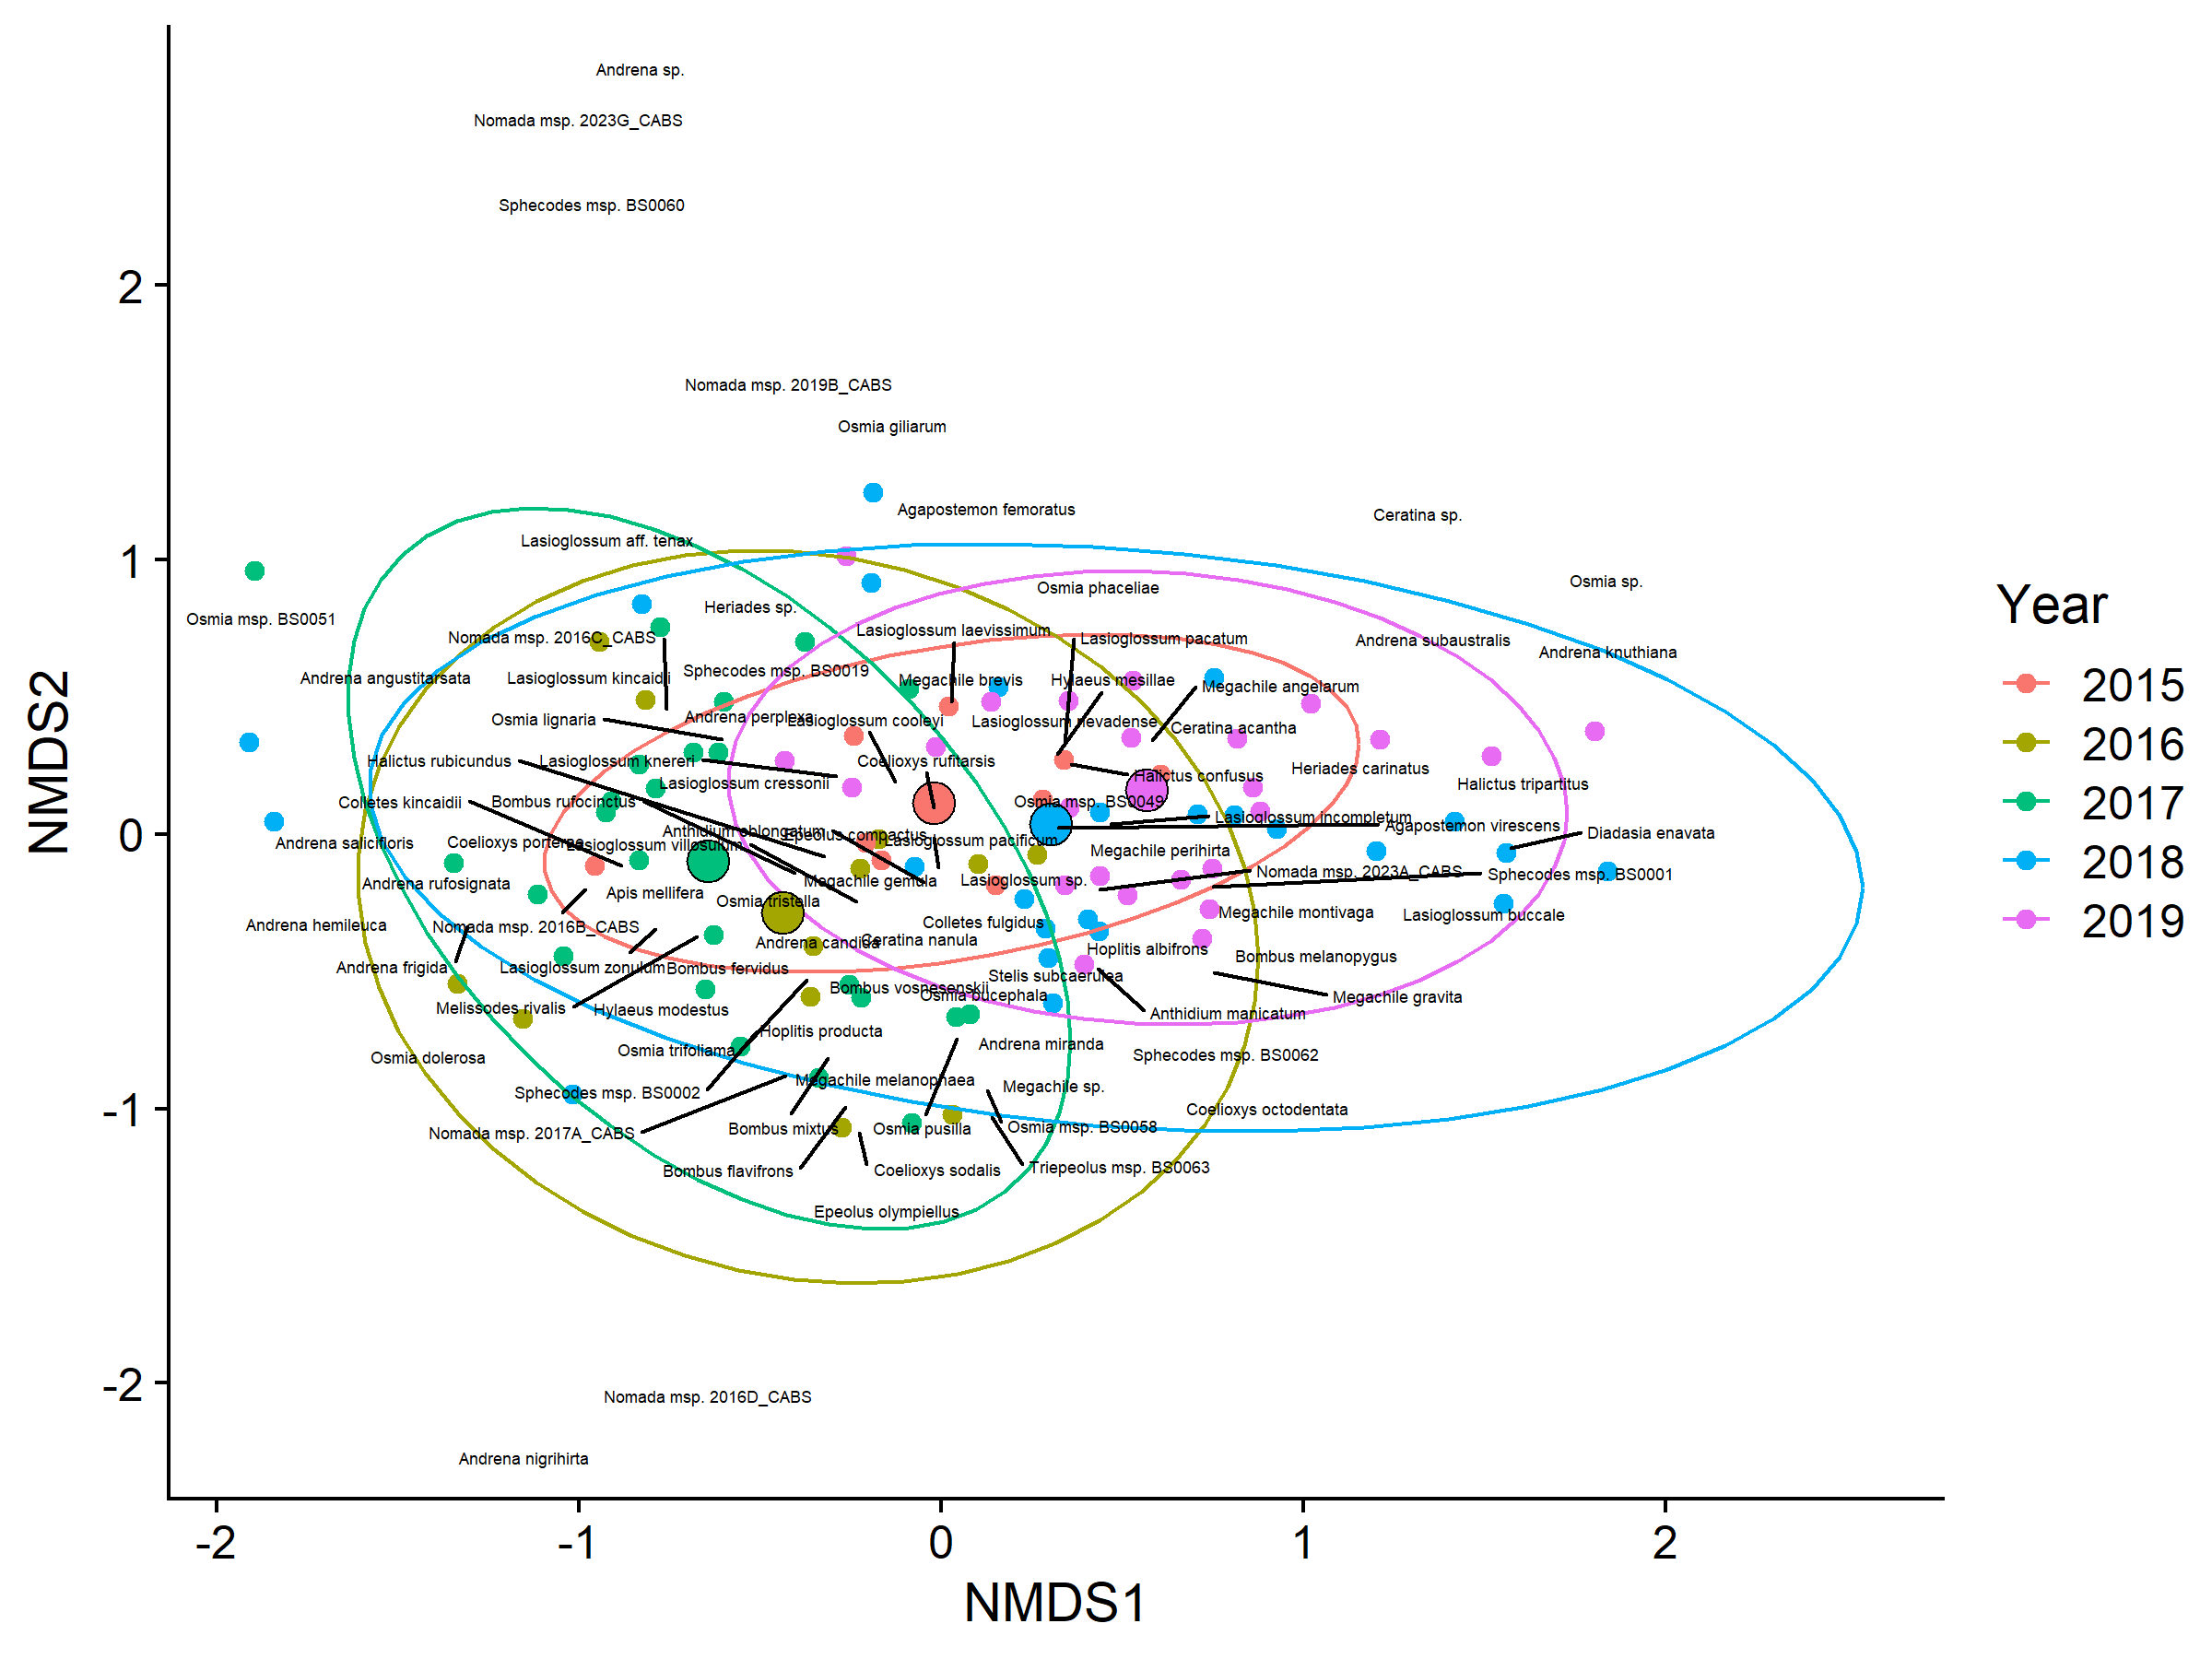 Andrena sp.
Nomada msp. 2023G_CABS
Sphecodes msp. BS0060
2
Nomada msp. 2019B_CABS
Osmia giliarum
Agapostemon femoratus
Ceratina sp.
Lasioglossum aff. tenax
1
Osmia sp.
Osmia phaceliae
Heriades sp.
Osmia msp. BS0051
Nomada msp. 2016C_CABS
Lasioglossum laevissimum
Lasioglossum pacatum
Andrena subaustralis
Andrena knuthiana
Andrena angustitarsata
Lasioglossum kincaidii
Sphecodes msp. BS0019
Megachile brevis
Hylaeus mesillae
Megachile angelarum
Osmia lignaria
Andrena perplexa
Lasioglossum cooleyi
Lasioglossum nevadense
Ceratina acantha
Halictus rubicundus
Lasioglossum knereri
Coelioxys rufitarsis
Heriades carinatus
Lasioglossum cressonii
Halictus confusus
Halictus tripartitus
Colletes kincaidii
Bombus rufocinctus
Osmia msp. BS0049
Lasioglossum incompletum
Agapostemon virescens
Diadasia enavata
0
Anthidium oblongatum
Epeolus compactus
Andrena salicifloris
Coelioxys porterae
Lasioglossum villosulum
Lasioglossum pacificum
Megachile perihirta
Andrena rufosignata
Apis mellifera
Megachile gemula
Lasioglossum sp.
Nomada msp. 2023A_CABS
Sphecodes msp. BS0001
Osmia tristella
Megachile montivaga
Lasioglossum buccale
Andrena hemileuca
Nomada msp. 2016B_CABS
Colletes fulgidus
Andrena candida
Ceratina nanula
Hoplitis albifrons
Bombus melanopygus
Andrena frigida
Lasioglossum zonulum
Bombus fervidus
Stelis subcaerulea
Bombus vosnesenskii
Osmia bucephala
Megachile gravita
Melissodes rivalis
Hylaeus modestus
Anthidium manicatum
Hoplitis producta
Osmia dolerosa
Osmia trifoliama
Andrena miranda
Sphecodes msp. BS0062
Sphecodes msp. BS0002
Megachile melanophaea
Megachile sp.
-1
Coelioxys octodentata
Nomada msp. 2017A_CABS
Bombus mixtus
Osmia pusilla
Osmia msp. BS0058
Bombus flavifrons
Coelioxys sodalis
Triepeolus msp. BS0063
Epeolus olympiellus
-2
Nomada msp. 2016D_CABS
Andrena nigrihirta
-2
-1
0
1
2
NMDS1
NMDS2
Year
2015
2016
2017
2018
2019